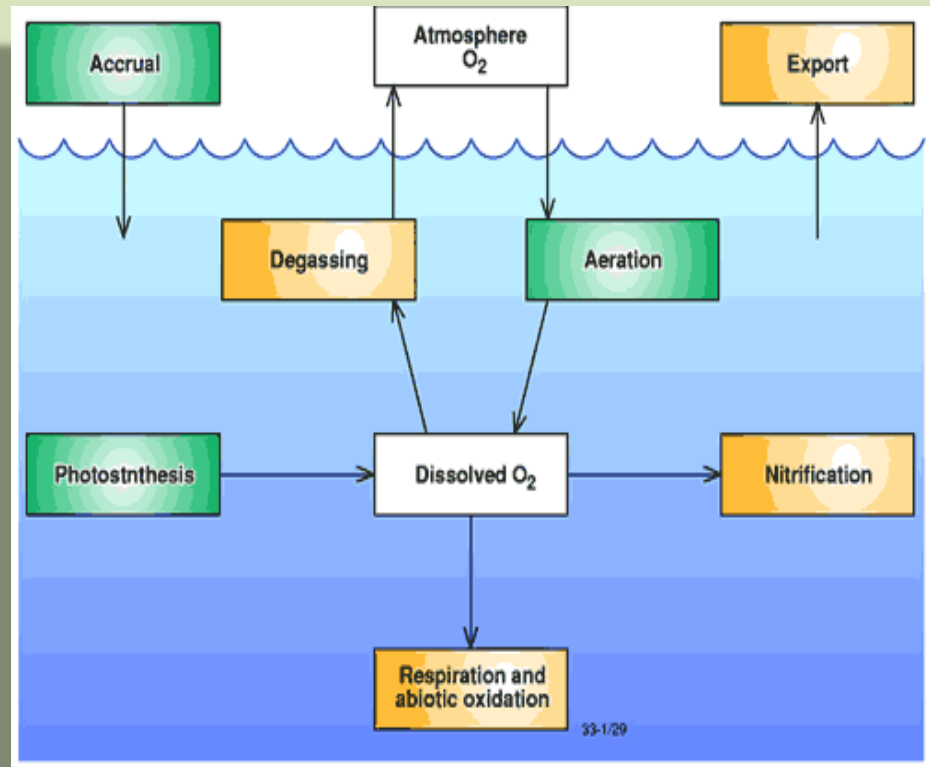 Accrual
Atmosphere
O₂
Export
Degassing
Aeration
Photostnthesis
Dissolved O₂
Nitrification
Respiration and
abiotic oxidation
33-1/29